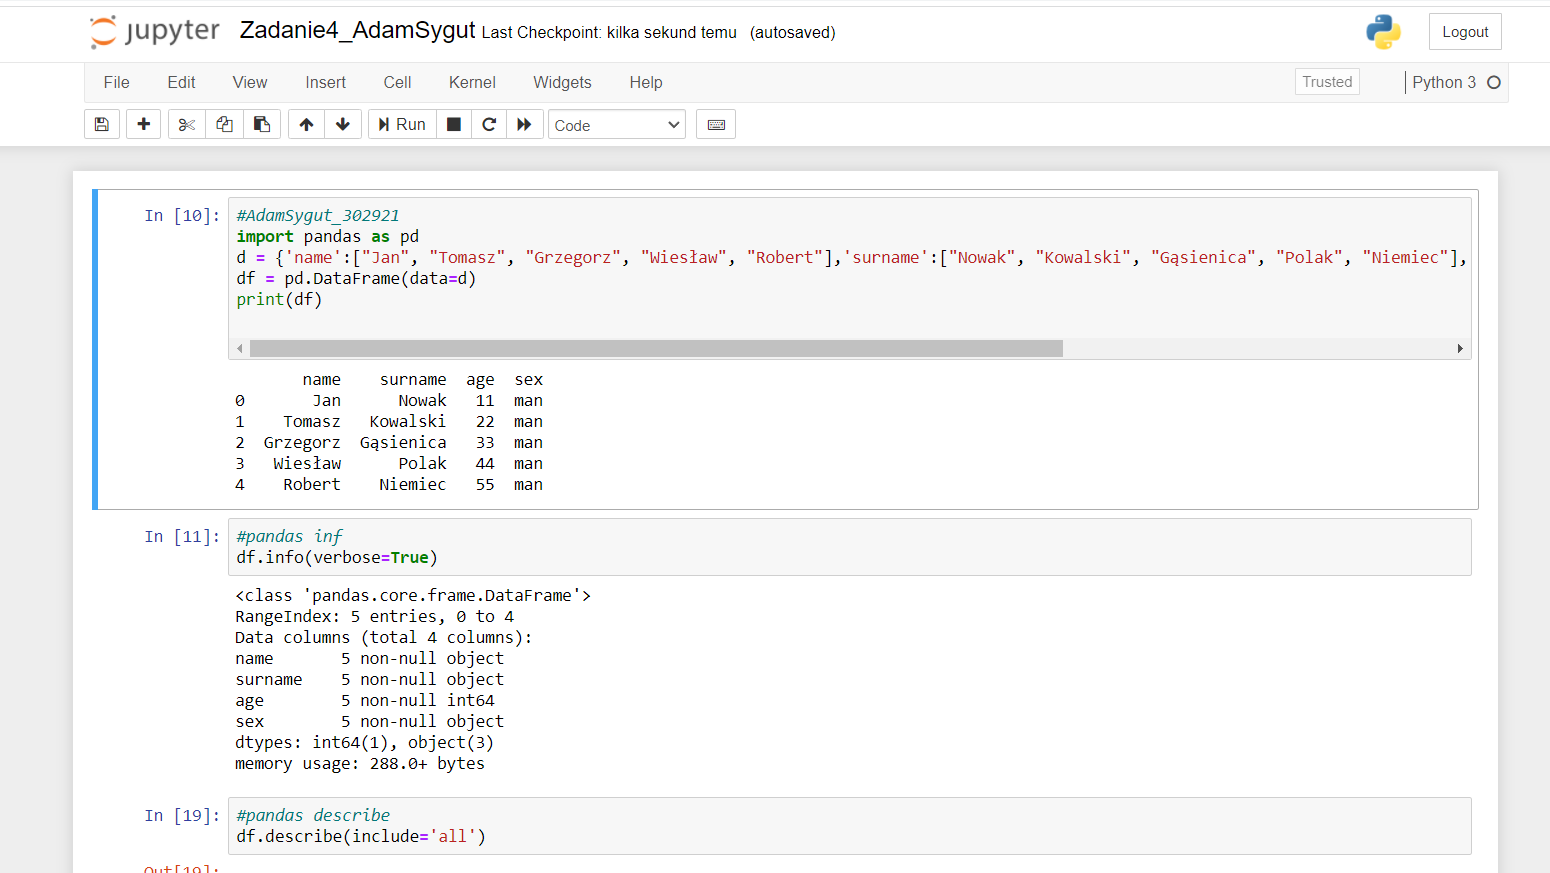 jupyter Zadanie4_AdamSygut Last Checkpoint: kilka sekund temu (autosaved) Logout
File Edit View Insert Cell Kernel Widgets Help Trusted Python 3
Run Code
In [10]: #AdamSygut_302921
import pandas as pd
d = {'name':["Jan", "Tomasz", "Grzegorz", "Wiesław", "Robert"],'surname':["Nowak", "Kowalski", "Gąsienica", "Polak", "Niemiec"],
df = pd.DataFrame(data=d)
print(df)
name surname age sex
0 Jan Nowak 11 man
1 Tomasz Kowalski 22 man
2 Grzegorz Gąsienica 33 man
3 Wiesław Polak 44 man
4 Robert Niemiec 55 man
In [11]: #pandas inf
df.info(verbose=True)
<class 'pandas.core.frame.DataFrame'>
RangeIndex: 5 entries, 0 to 4
Data columns (total 4 columns):
name 5 non-null object
surname 5 non-null object
age 5 non-null int64
sex 5 non-null object
dtypes: int64(1), object(3)
memory usage: 288.0+ bytes
In [19]: #pandas describe
df.describe(include='all')
Out[19]: